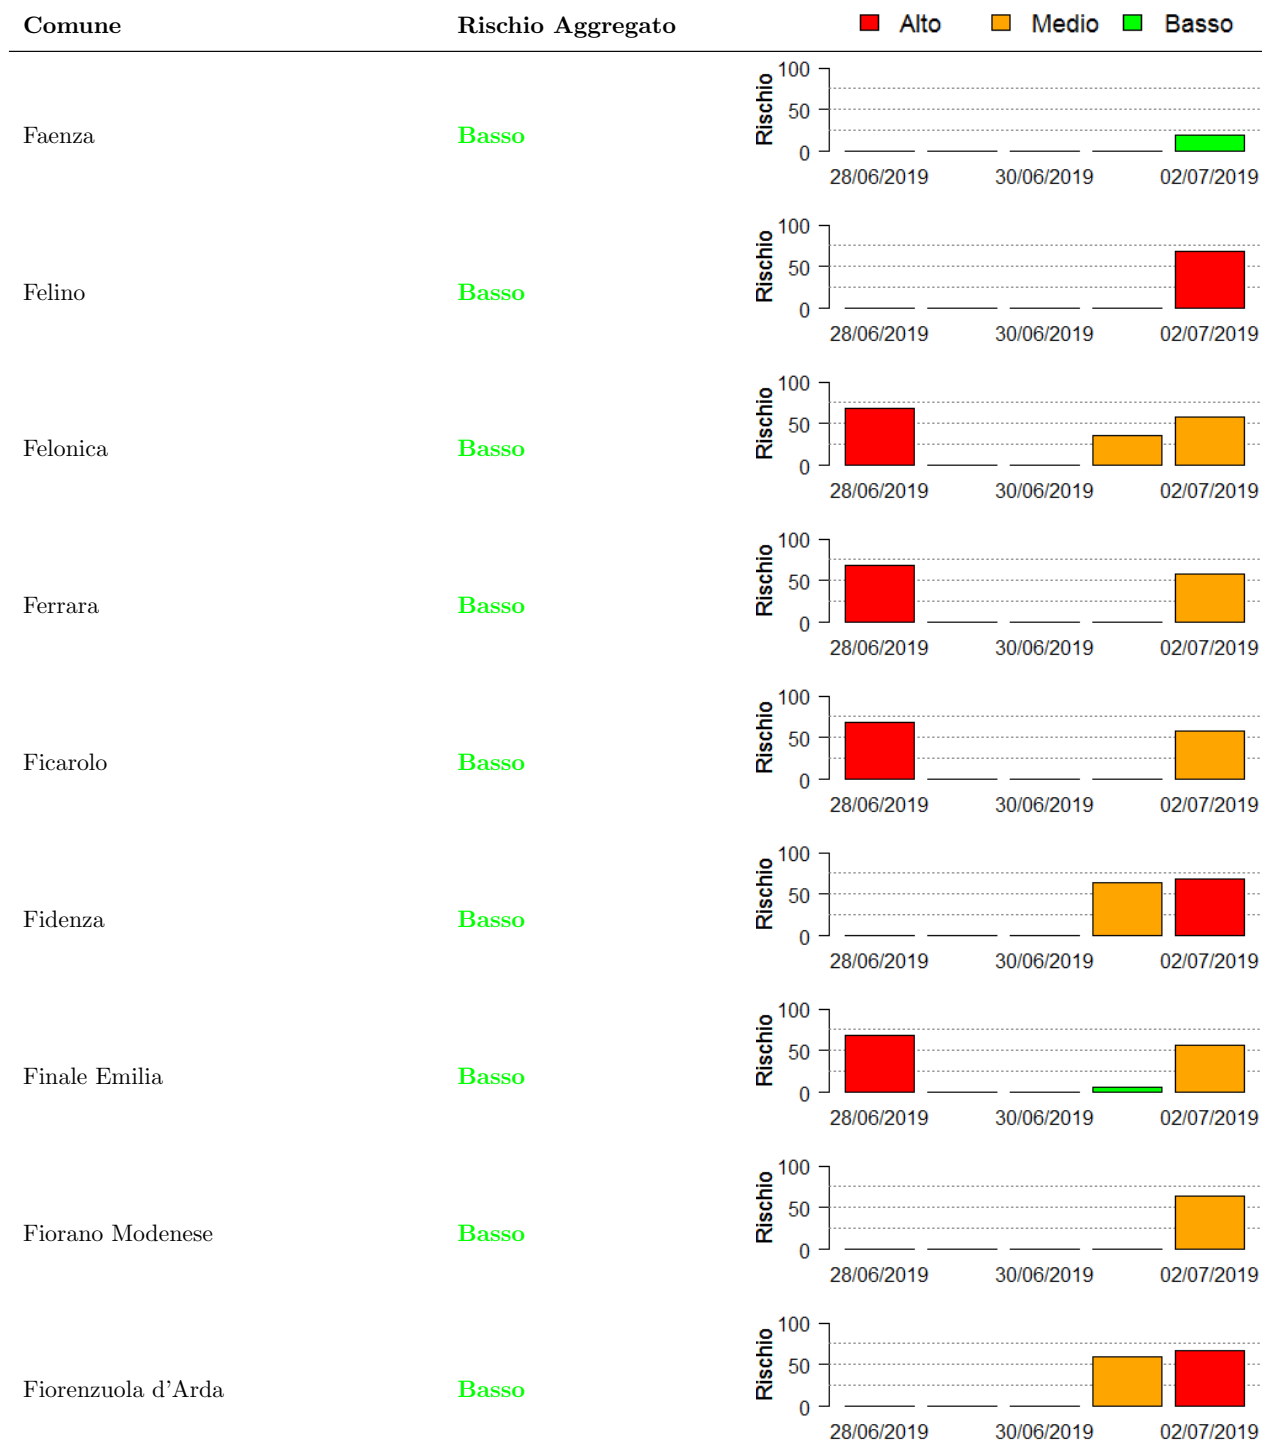 Comune Rischio Aggregato Alto Medio Basso
100
50
0
Rischio
Faenza Basso
28/06/2019 30/06/2019 02/07/2019
100
50
0
Rischio
Felino Basso
28/06/2019 30/06/2019 02/07/2019
100
50
0
Rischio
Felonica Basso
28/06/2019 30/06/2019 02/07/2019
100
50
0
Rischio
Ferrara Basso
28/06/2019 30/06/2019 02/07/2019
100
50
0
Rischio
Ficarolo Basso
28/06/2019 30/06/2019 02/07/2019
100
50
0
Rischio
Fidenza Basso
28/06/2019 30/06/2019 02/07/2019
100
50
0
Rischio
Finale Emilia Basso
28/06/2019 30/06/2019 02/07/2019
100
50
0
Rischio
Fiorano Modenese Basso
28/06/2019 30/06/2019 02/07/2019
100
50
0
Rischio
Fiorenzuola d'Arda Basso
28/06/2019 30/06/2019 02/07/2019